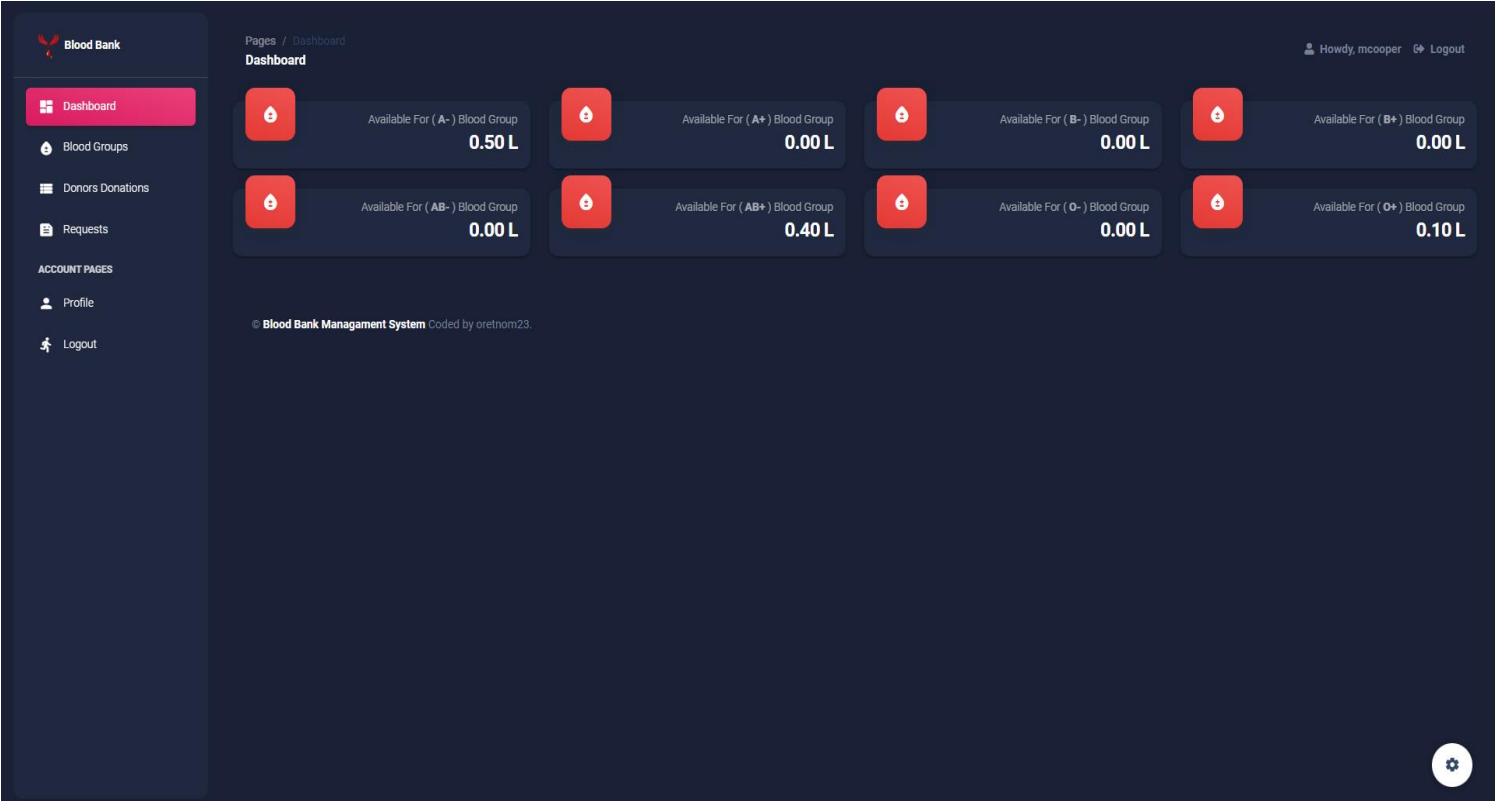 Blood Bank
Dashboard
Blood Groups
Donors Donations
Requests
ACCOUNT PAGES
Profile
Logout
Pages / Dashboard
Dashboard
Howdy, mcooper Logout
Available For ( A- ) Blood Group
0.50 L
Available For ( A+ ) Blood Group
0.00 L
Available For ( B- ) Blood Group
0.00 L
Available For ( B+ ) Blood Group
0.00 L
Available For ( AB- ) Blood Group
0.00 L
Available For ( AB+ ) Blood Group
0.40 L
Available For ( O- ) Blood Group
0.00 L
Available For ( O+ ) Blood Group
0.10 L
© Blood Bank Managament System Coded by oretnom23.